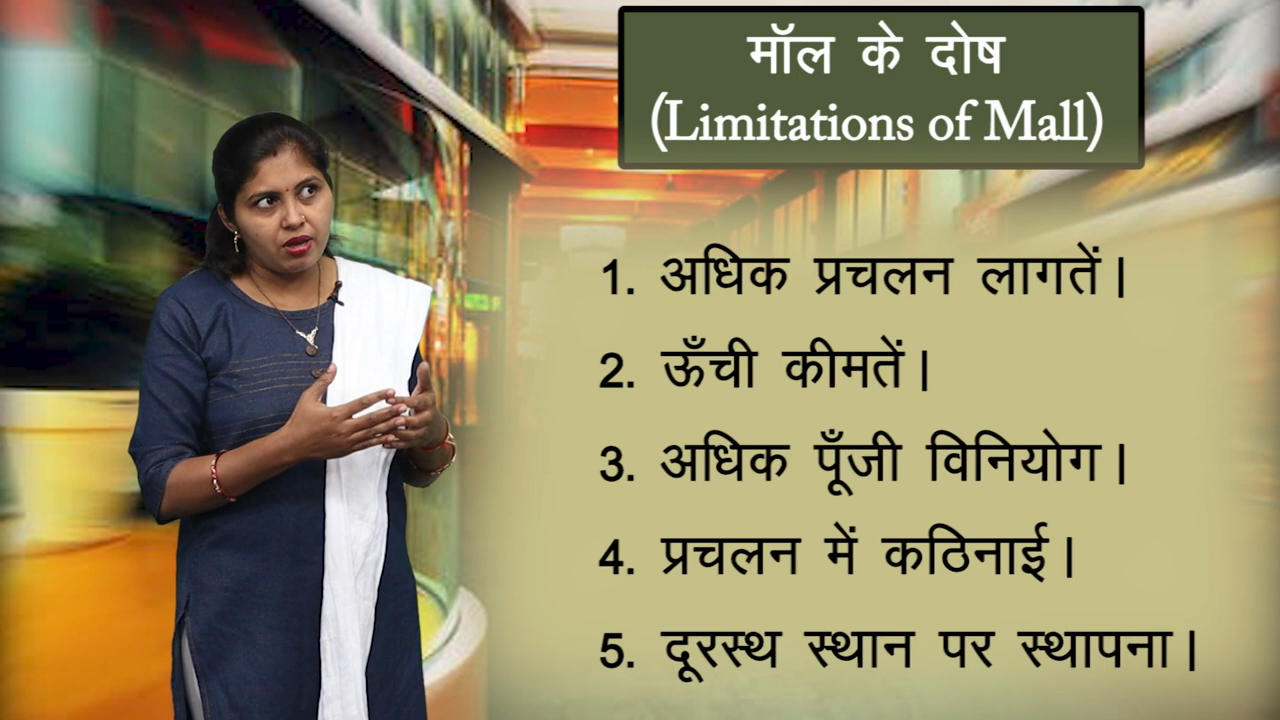 मॉल के दोष
(Limitations of Mall)
1. अधिक प्रचलन लागतें।
2. ऊँची कीमतें।
3. अधिक पूँजी विनियोग।
4. प्रचलन में कठिनाई।
5. दूरस्थ स्थान पर स्थापना।